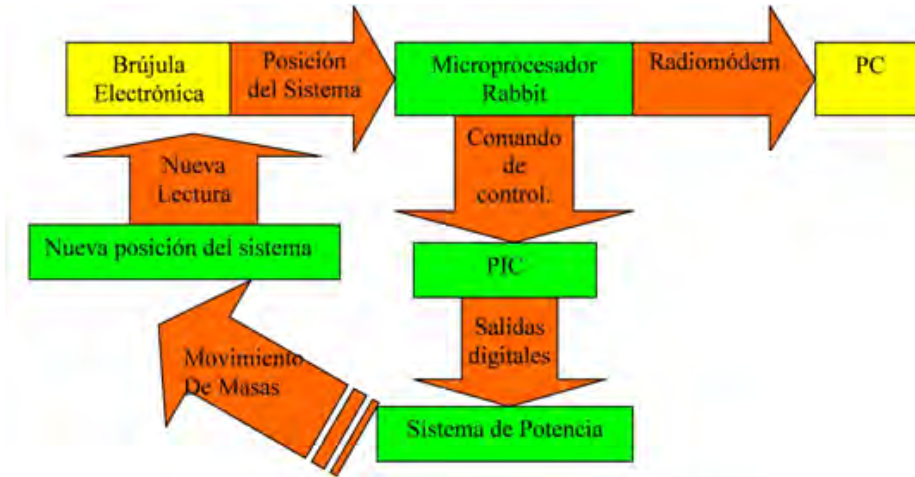 Brújula
Electrónica
Posición
del Sistema
Microprocesador
Rabbit
Radiomódem
PC
Nueva
Lectura
Comando
de
control.
Nueva posición del sistema
PIC
Salidas
digitales
Movimiento
De Masas
Sistema de Potencia